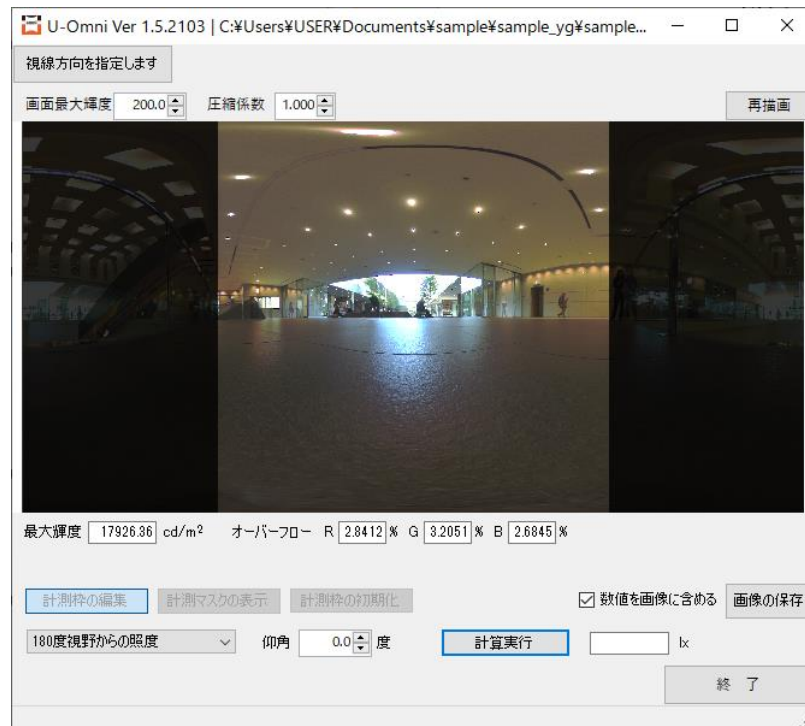 U-Omni Ver 1.5.2103 | C:¥Users¥USER¥Documents¥sample¥sample_yg¥sample...
視線方向を指定します
画面最大輝度 200.0 圧縮係数 1.000 再描画
最大輝度 17926.36 cd/m² オーバーフロー R 2.8412 % G 3.2051 % B 2.6845 %
計測枠の編集 計測マスクの表示 計測枠の初期化 数値を画像に含める 画像の保存
180度視野からの照度 仰角 0.0 度 計算実行 lx
終 了